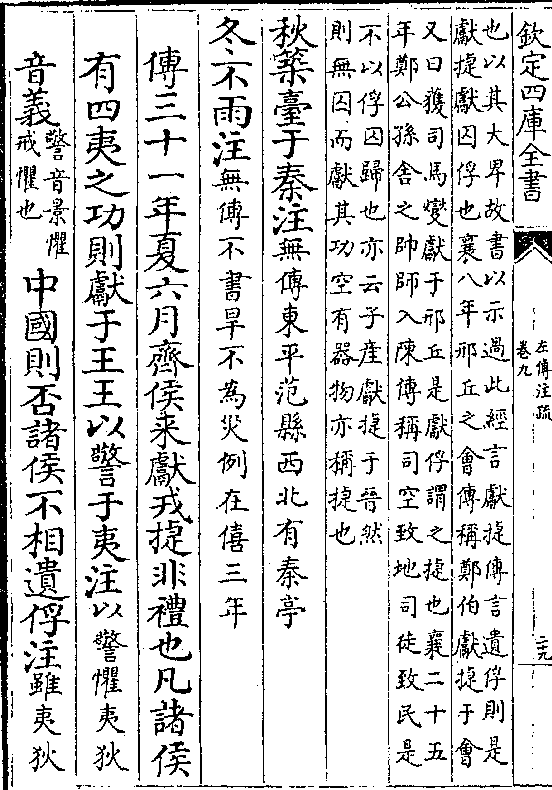 欽定四庫全書
左傳注疏
卷九
二十九
也以其大卑故書以示過此經言獻捷傳言遺俘則是
獻捷獻囚俘也襄八年邢丘之會傳稱鄭伯獻捷于會
又曰獲司馬燮獻于邢丘是獻俘謂之捷也襄二十五
年鄭公孫舍之帥師入陳傳稱司空致地司徒致民是
不以俘囚歸也亦云子產獻捷于晉然
則無囚而獻其功空有器物亦稱捷也
秋築臺于秦注無傳東平范縣西北有秦亭
冬不雨注無傳不書旱不為災例在僖三年
傳三十一年夏六月齊侯来獻戎捷非禮也凡諸侯
有四夷之功則獻于王王以警于夷注以警懼夷狄
音義警音景懼
戒懼也
中國則否諸侯不相遺俘注雖夷狄